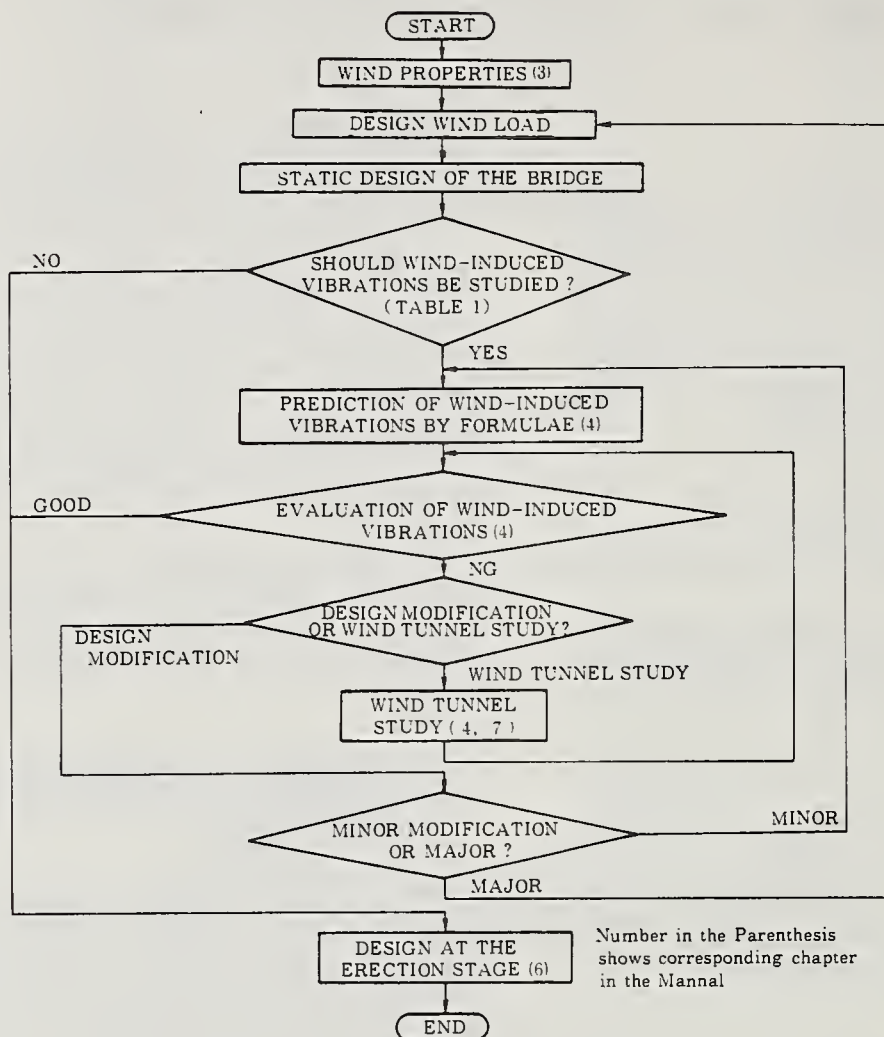 START
WIND PROPERTIES (3)
DESIGN WIND LOAD
STATIC DESIGN OF THE BRIDGE
NO
SHOULD WIND-INDUCED
VIBRATIONS BE STUDIED ?
(TABLE 1)
YES
PREDICTION OF WIND-INDUCED
VIBRATIONS BY FORMULAE (4)
GOOD
EVALUATION OF WIND-INDUCED
VIBRATIONS (4)
NG
DESIGN MODIFICATION
OR WIND TUNNEL STUDY?
DESIGN
MODIFICATION
WIND TUNNEL STUDY
WIND TUNNEL
STUDY ( 4, 7 )
MINOR MODIFICATION
OR MAJOR ?
MINOR
MAJOR
DESIGN AT THE
ERECTION STAGE (6)
Number in the Parenthesis
shows corresponding chapter
in the Mannal
END